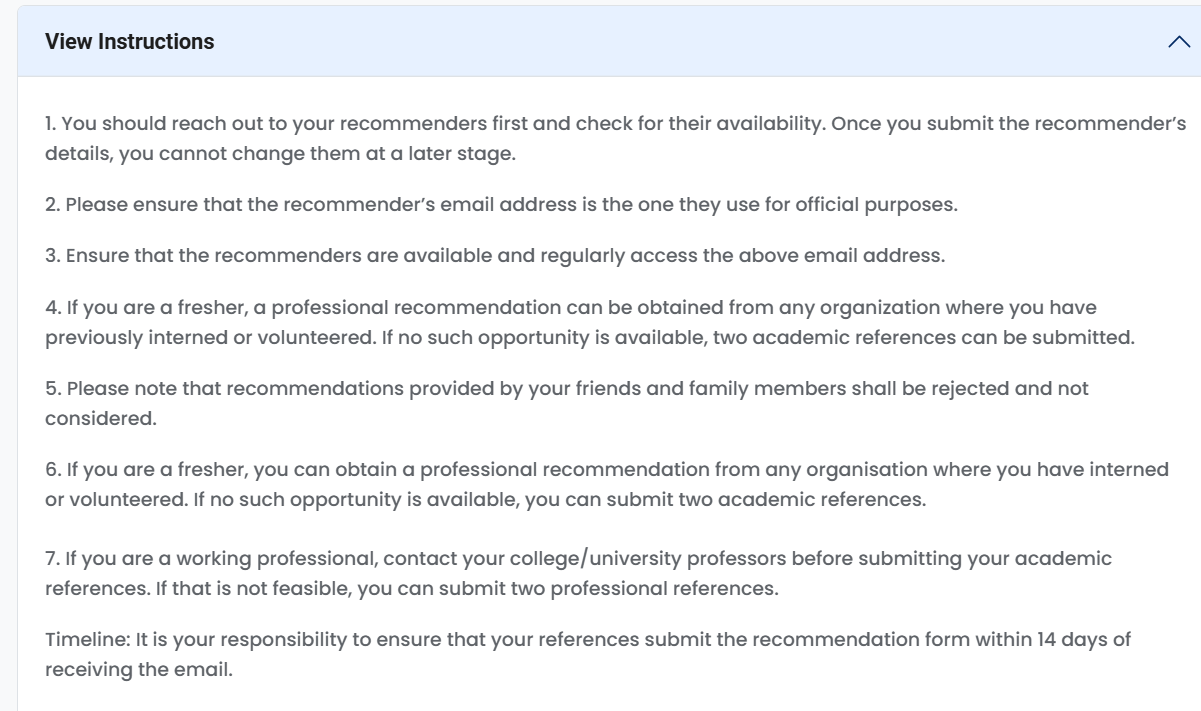 View Instructions
1. You should reach out to your recommenders first and check for their availability. Once you submit the recommender’s
details, you cannot change them at a later stage.
2. Please ensure that the recommender’s email address is the one they use for official purposes.
3. Ensure that the recommenders are available and regularly access the above email address.
4. If you are a fresher, a professional recommendation can be obtained from any organization where you have
previously interned or volunteered. If no such opportunity is available, two academic references can be submitted.
5. Please note that recommendations provided by your friends and family members shall be rejected and not
considered.
6. If you are a fresher, you can obtain a professional recommendation from any organisation where you have interned
or volunteered. If no such opportunity is available, you can submit two academic references.
7. If you are a working professional, contact your college/university professors before submitting your academic
references. If that is not feasible, you can submit two professional references.
Timeline: It is your responsibility to ensure that your references submit the recommendation form within 14 days of
receiving the email.